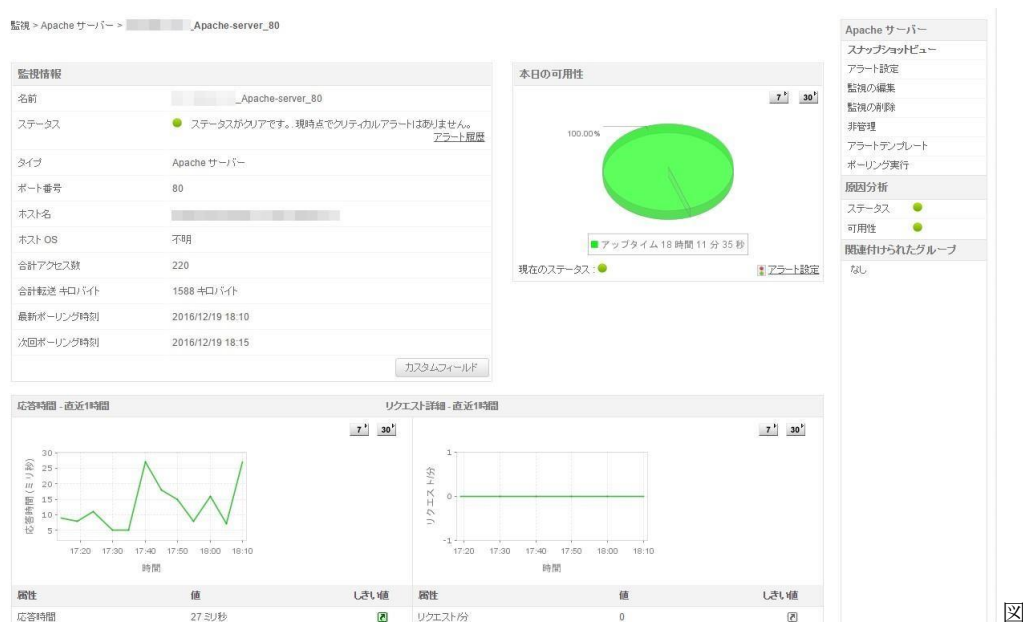 監視 > Apache サーバー > _Apache-server_80
監視情報
名前 _Apache-server_80
ステータス ステータスがクリアです。. 現時点でクリティカルアラートはありません。
アラート履歴
タイプ Apache サーバー
ポート番号 80
ホスト名
ホスト OS 不明
合計アクセス数 220
合計転送 キロバイト 1588 キロバイト
最新ポーリング時刻 2016/12/19 18:10
次回ポーリング時刻 2016/12/19 18:15
カスタムフィールド
本日の可用性
7 30
100.00%
アップタイム 18 時間 11 分 35 秒
現在のステータス : アラート設定
Apache サーバー
スナップショットビュー
アラート設定
監視の編集
監視の削除
非管理
アラートテンプレート
ポーリング実行
原因分析
ステータス
可用性
関連付けられたグループ
なし
応答時間 - 直近1時間
7 30
応答時間 (ミリ秒)
30
25
20
15
10
5
17:20 17:30 17:40 17:50 18:00 18:10
時間
属性 値 しきい値
応答時間 27 ミリ秒
リクエスト詳細 - 直近1時間
7 30
リクエスト/分
1
0
-1
17:20 17:30 17:40 17:50 18:00 18:10
時間
属性 値 しきい値
リクエスト/分 0
図